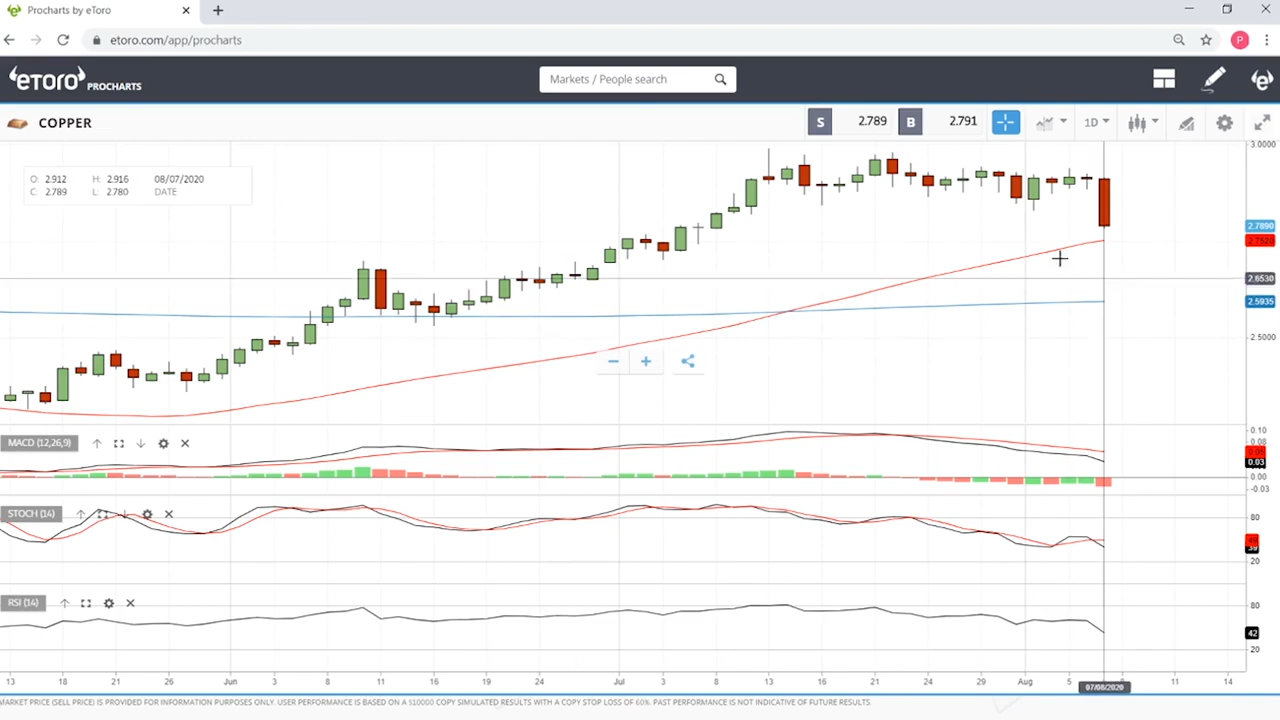 Procharts by eToro
etoro.com/app/procharts
P
eToro PROCHARTS
Markets / People search
COPPER
S 2.789 B 2.791
1D
O: 2.912 H: 2.916 08/07/2020
C: 2.789 L: 2.780 DATE
3.0000
2.7890
2.7520
2.6530
2.5935
2.5000
MACD (12,26,9)
0.10
0.08
0.05
0.03
0.00
-0.03
STOCH (14)
80
39
20
RSI (14)
80
42
20
13 18 21 26 Jun 3 8 11 16 19 24 Jul 3 8 13 16 21 24 29 Aug 5 8 11 14
07/08/2020
MARKET PRICE (SELL PRICE) IS PROVIDED FOR INFORMATION PURPOSES ONLY. USER PERFORMANCE IS BASED ON A $10000 COPY SIMULATED RESULTS WITH A COPY STOP LOSS OF 60%. PAST PERFORMANCE IS NOT INDICATIVE OF FUTURE RESULTS.